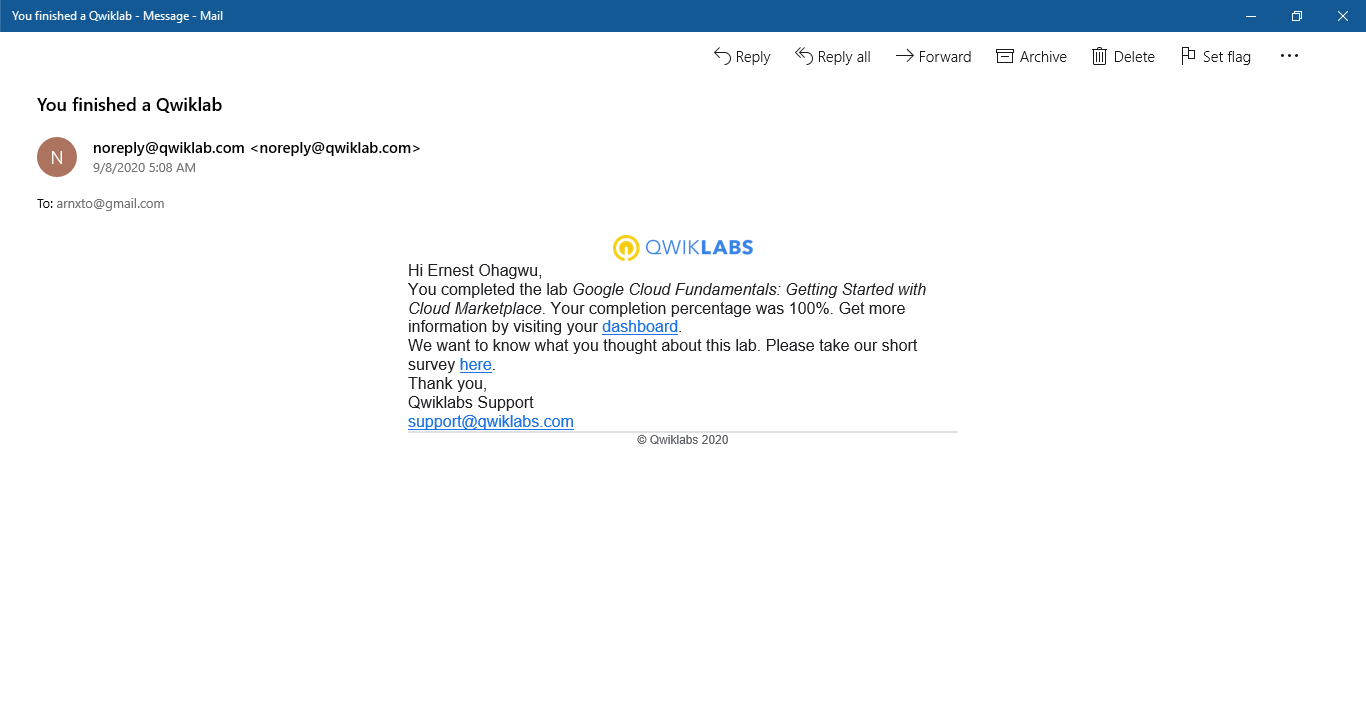 You finished a Qwiklab - Message - Mail
Reply Reply all Forward Archive Delete Set flag
You finished a Qwiklab
N
noreply@qwiklab.com <noreply@qwiklab.com>
9/8/2020 5:08 AM
To: arnxto@gmail.com
QWIKLABS
Hi Ernest Ohagwu,
You completed the lab Google Cloud Fundamentals: Getting Started with
Cloud Marketplace. Your completion percentage was 100%. Get more
information by visiting your dashboard.
We want to know what you thought about this lab. Please take our short
survey here.
Thank you,
Qwiklabs Support
support@qwiklabs.com
© Qwiklabs 2020